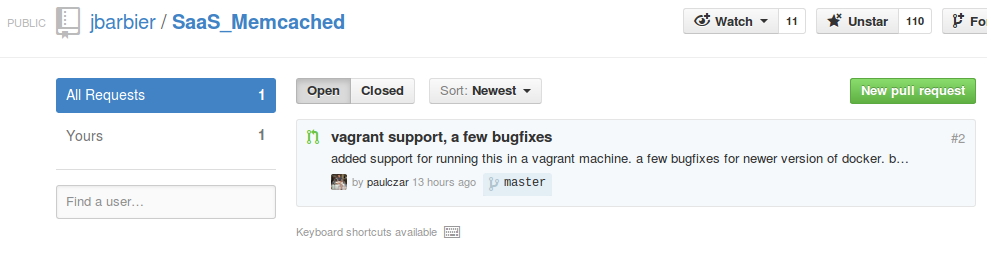 PUBLIC jbarbier / SaaS_Memcached Watch 11 Unstar 110
All Requests 1
Yours 1
Find a user...
Open Closed Sort: Newest New pull request
vagrant support, a few bugfixes #2
added support for running this in a vagrant machine. a few bugfixes for newer version of docker. b...
by paulczar 13 hours ago master
Keyboard shortcuts available